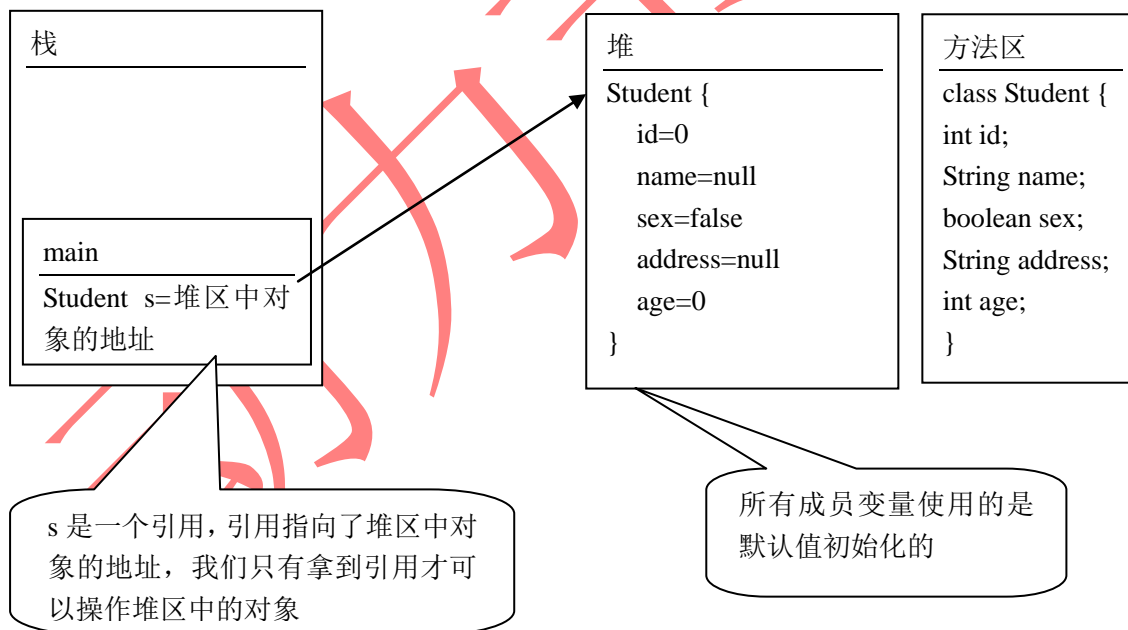 栈
main
Student s=堆区中对
象的地址
堆
Student {
id=0
name=null
sex=false
address=null
age=0
}
方法区
class Student {
int id;
String name;
boolean sex;
String address;
int age;
}
s 是一个引用，引用指向了堆区中对
象的地址，我们只有拿到引用才可
以操作堆区中的对象
所有成员变量使用的是
默认值初始化的